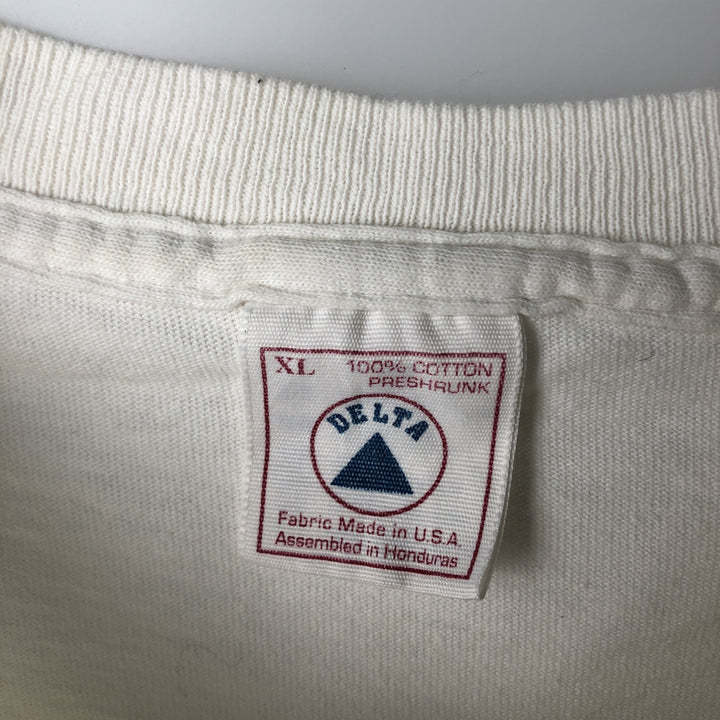 XL 100% COTTON
PRESHRUNK
DELTA
Fabric Made in U.S.A.
Assembled in Honduras